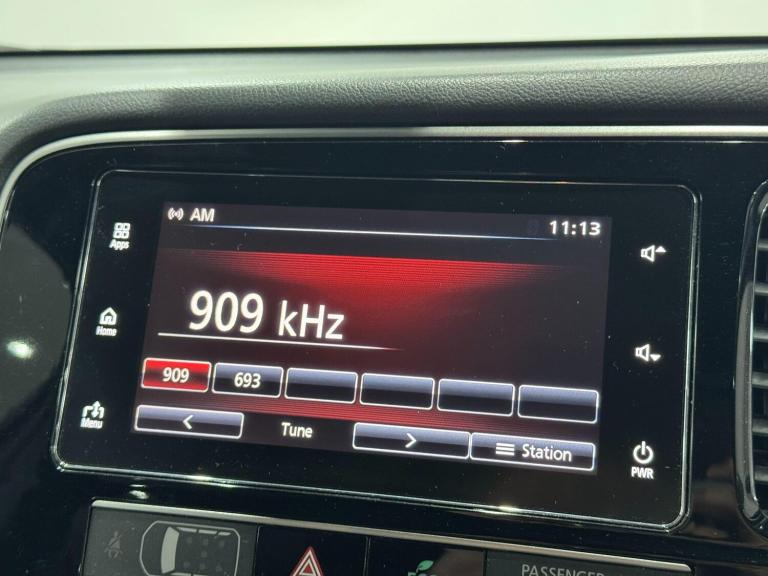 AM
11:13
Apps
909 kHz
Home
909 693
Menu
< Tune > Station
PWR
PASSENGER